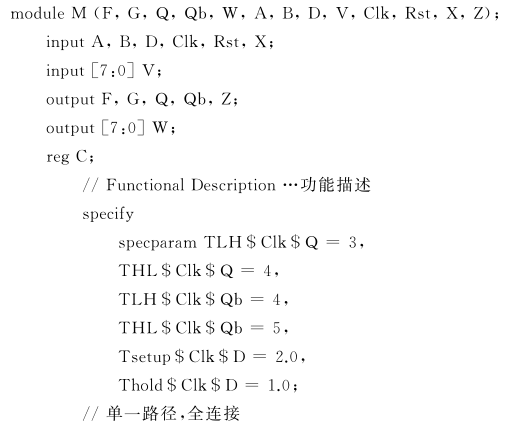 module M (F, G, Q, Qb, W, A, B, D, V, Clk, Rst, X, Z);
input A, B, D, Clk, Rst, X;
input [7:0] V;
output F, G, Q, Qb, Z;
output [7:0] W;
reg C;
// Functional Description …功能描述
specify
specparam TLH $ Clk $ Q = 3,
THL $ Clk $ Q = 4,
TLH $ Clk $ Qb = 4,
THL $ Clk $ Qb = 5,
Tsetup $ Clk $ D = 2.0,
Thold $ Clk $ D = 1.0;
// 单一路径,全连接